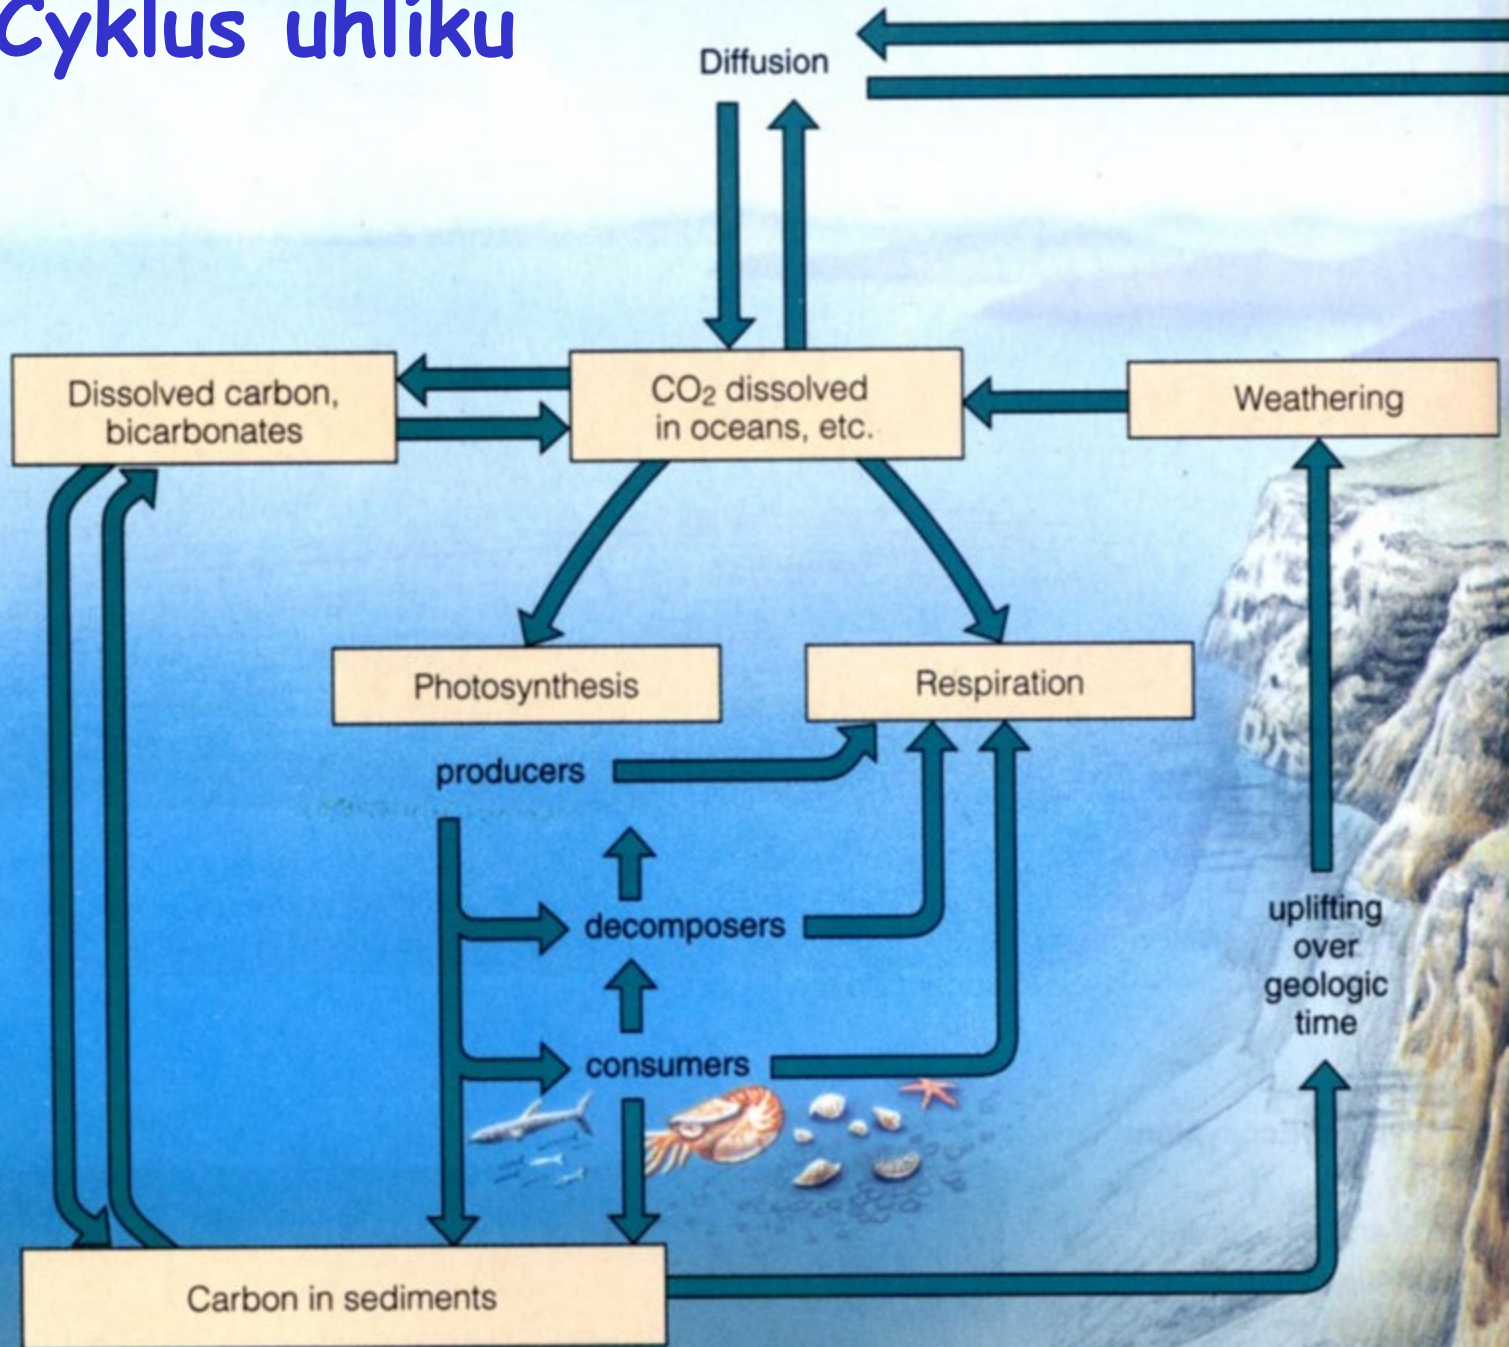 Cyklus uhliku
Diffusion
Dissolved carbon,
bicarbonates
CO₂ dissolved
in oceans, etc.
Weathering
Photosynthesis
Respiration
producers
decomposers
consumers
uplifting
over
geologic
time
Carbon in sediments